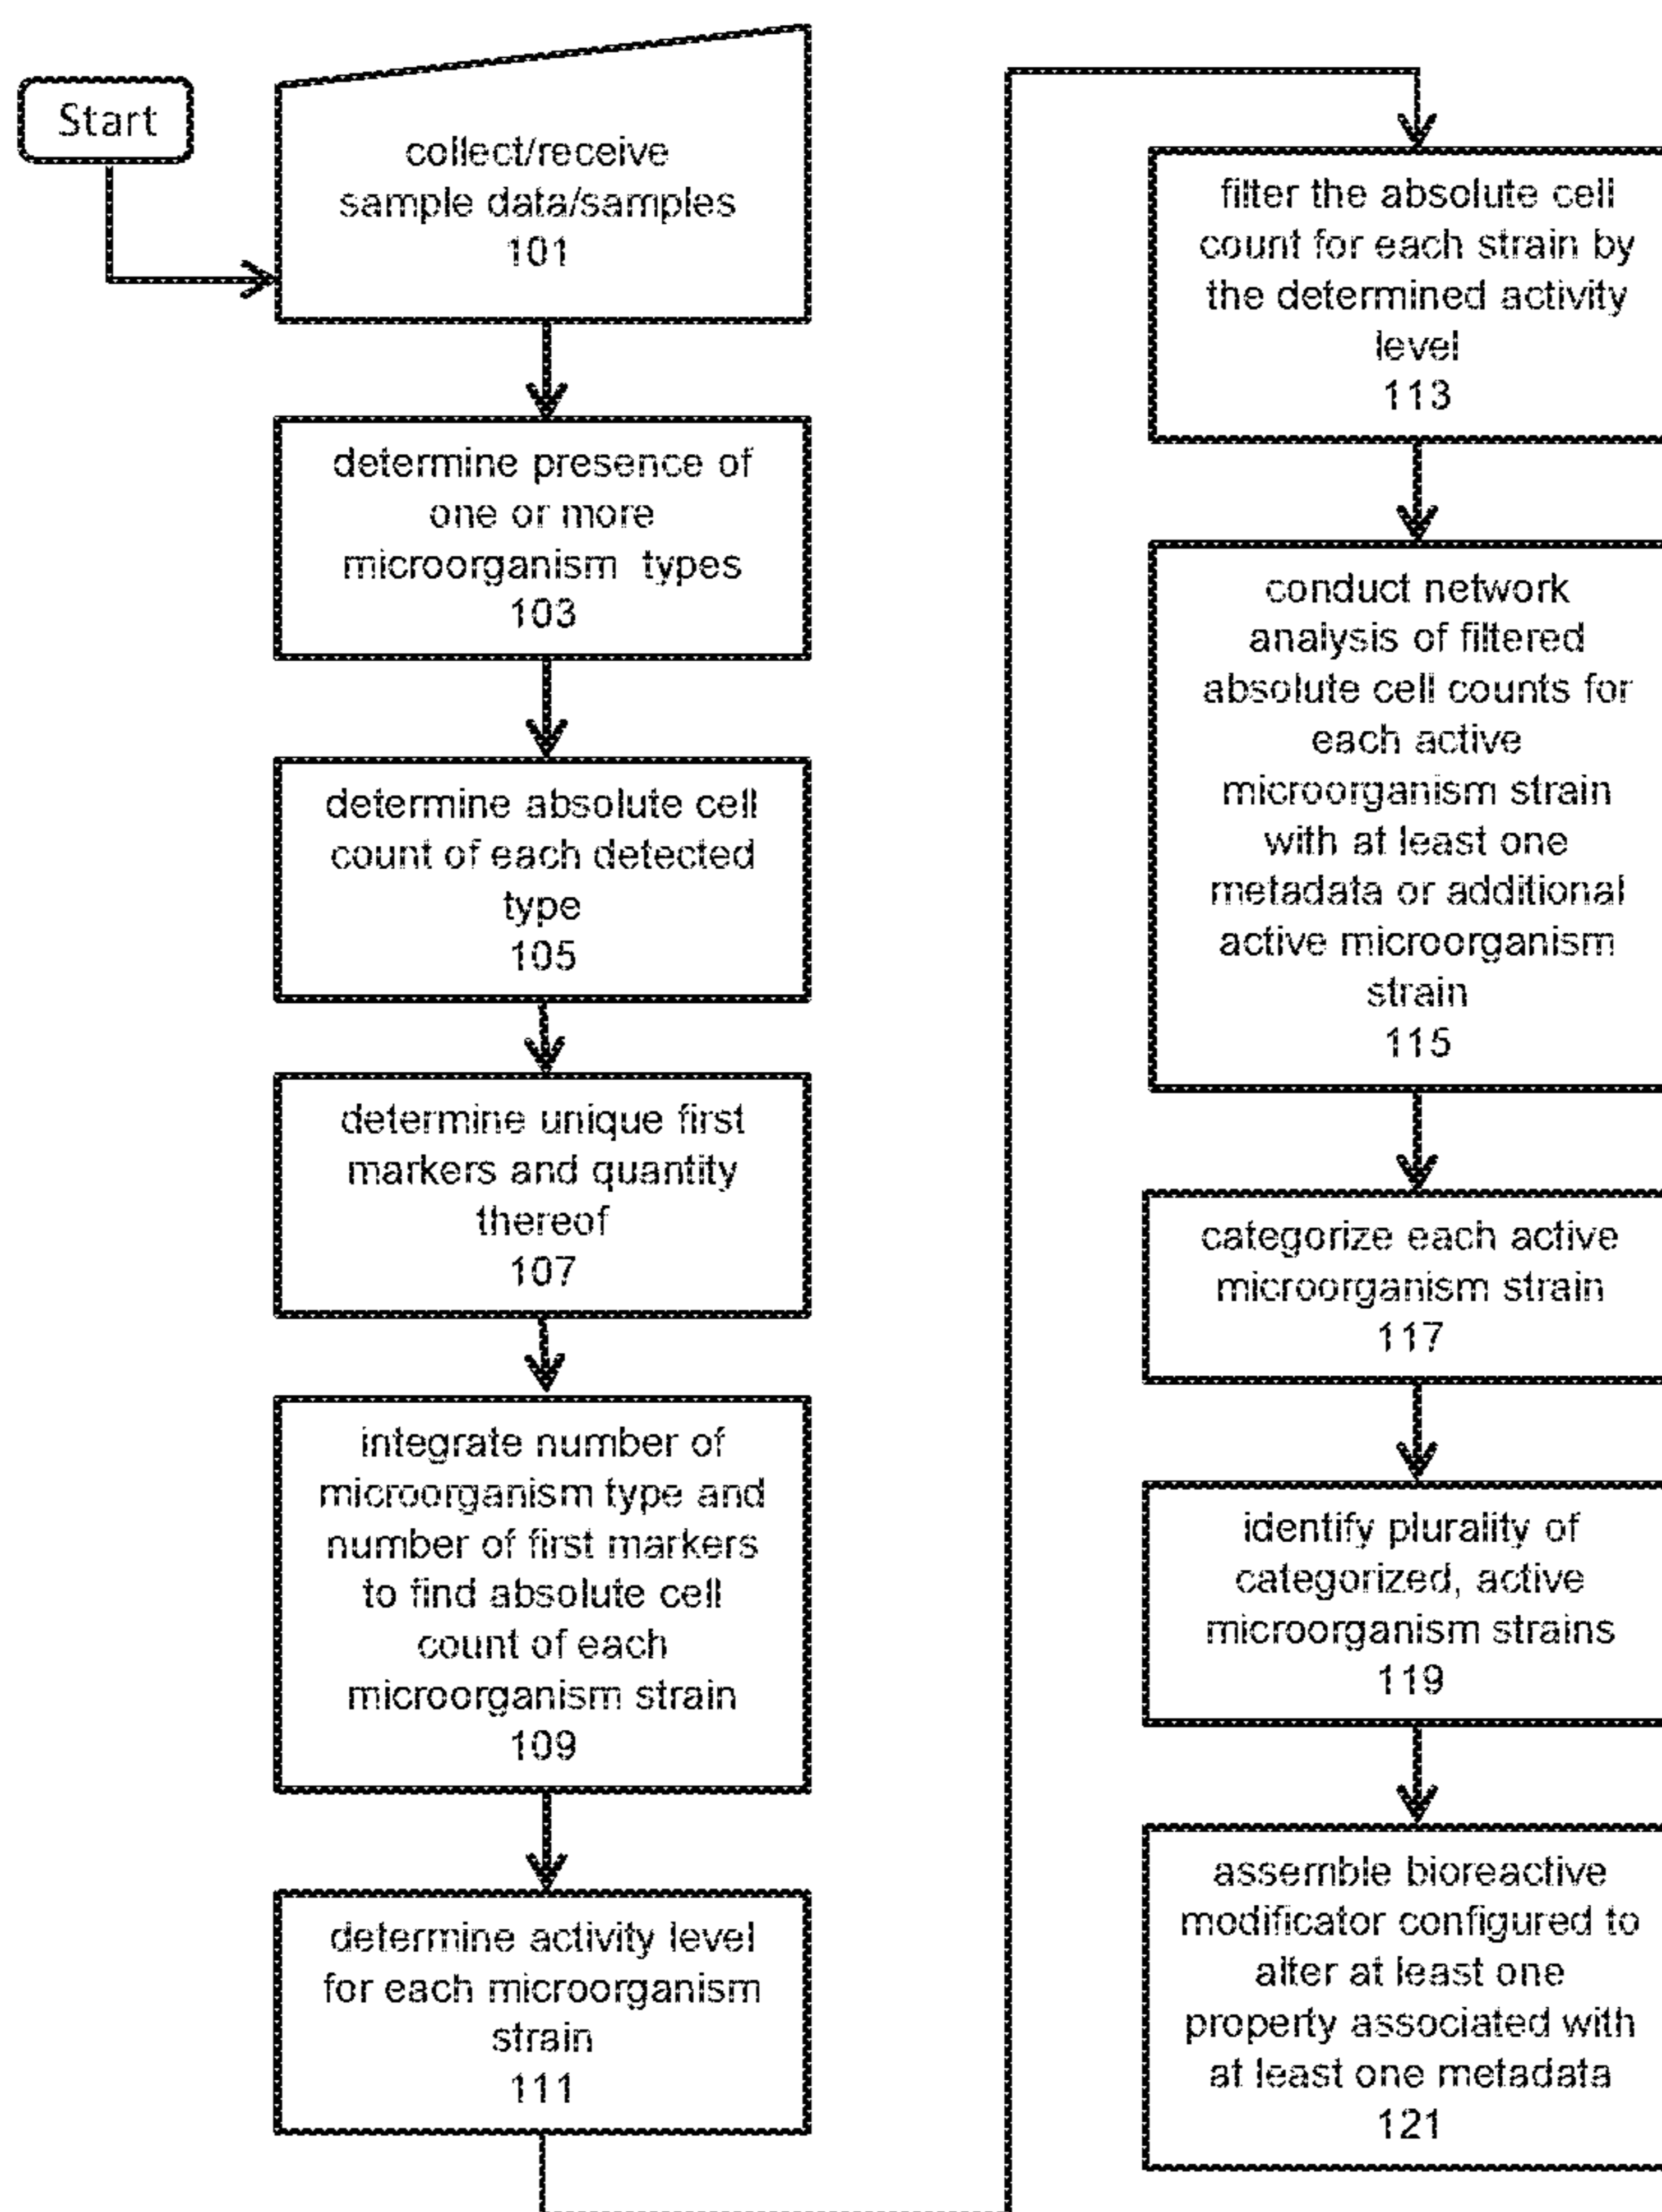 Start
collect/receive
sample data/samples
101
determine presence of
one or more
microorganism types
103
determine absolute cell
count of each detected
type
105
determine unique first
markers and quantity
thereof
107
integrate number of
microorganism type and
number of first markers
to find absolute cell
count of each
microorganism strain
109
determine activity level
for each microorganism
strain
111
filter the absolute cell
count for each strain by
the determined activity
level
113
conduct network
analysis of filtered
absolute cell counts for
each active
microorganism strain
with at least one
metadata or additional
active microorganism
strain
115
categorize each active
microorganism strain
117
identify plurality of
categorized, active
microorganism strains
119
assemble bioreactive
modificator configured to
alter at least one
property associated with
at least one metadata
121